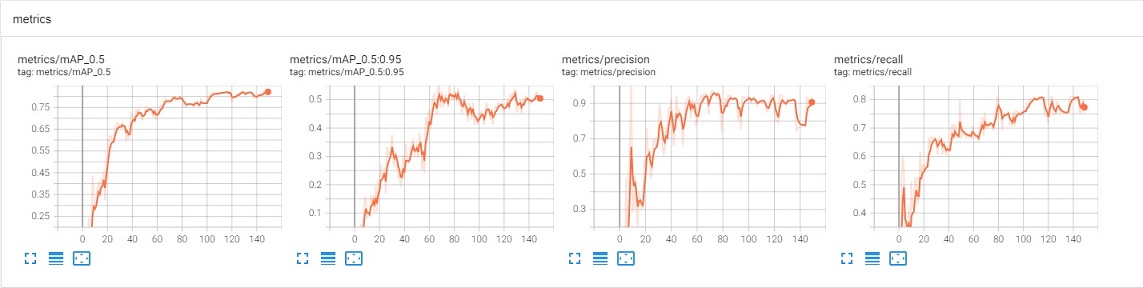 metrics
metrics/mAP_0.5
tag: metrics/mAP_0.5
0.75
0.65
0.55
0.45
0.35
0.25
0 20 40 60 80 100 120 140
metrics/mAP_0.5:0.95
tag: metrics/mAP_0.5:0.95
0.5
0.4
0.3
0.2
0.1
0 20 40 60 80 100 120 140
metrics/precision
tag: metrics/precision
0.9
0.7
0.5
0.3
0 20 40 60 80 100 120 140
metrics/recall
tag: metrics/recall
0.8
0.7
0.6
0.5
0.4
0 20 40 60 80 100 120 140